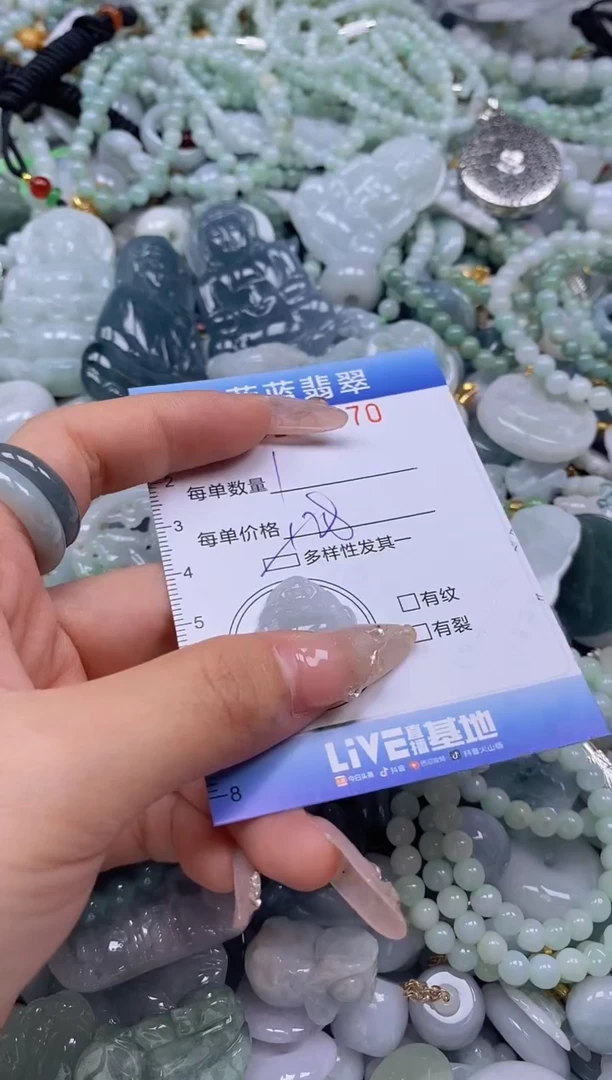 蓝翡翠
70
2
每单数量 1
3
每单价格 128
4
多样性发其一
有纹
5
有裂
LiVE直播基地
今日头条 抖音 西瓜视频 抖音火山版
8